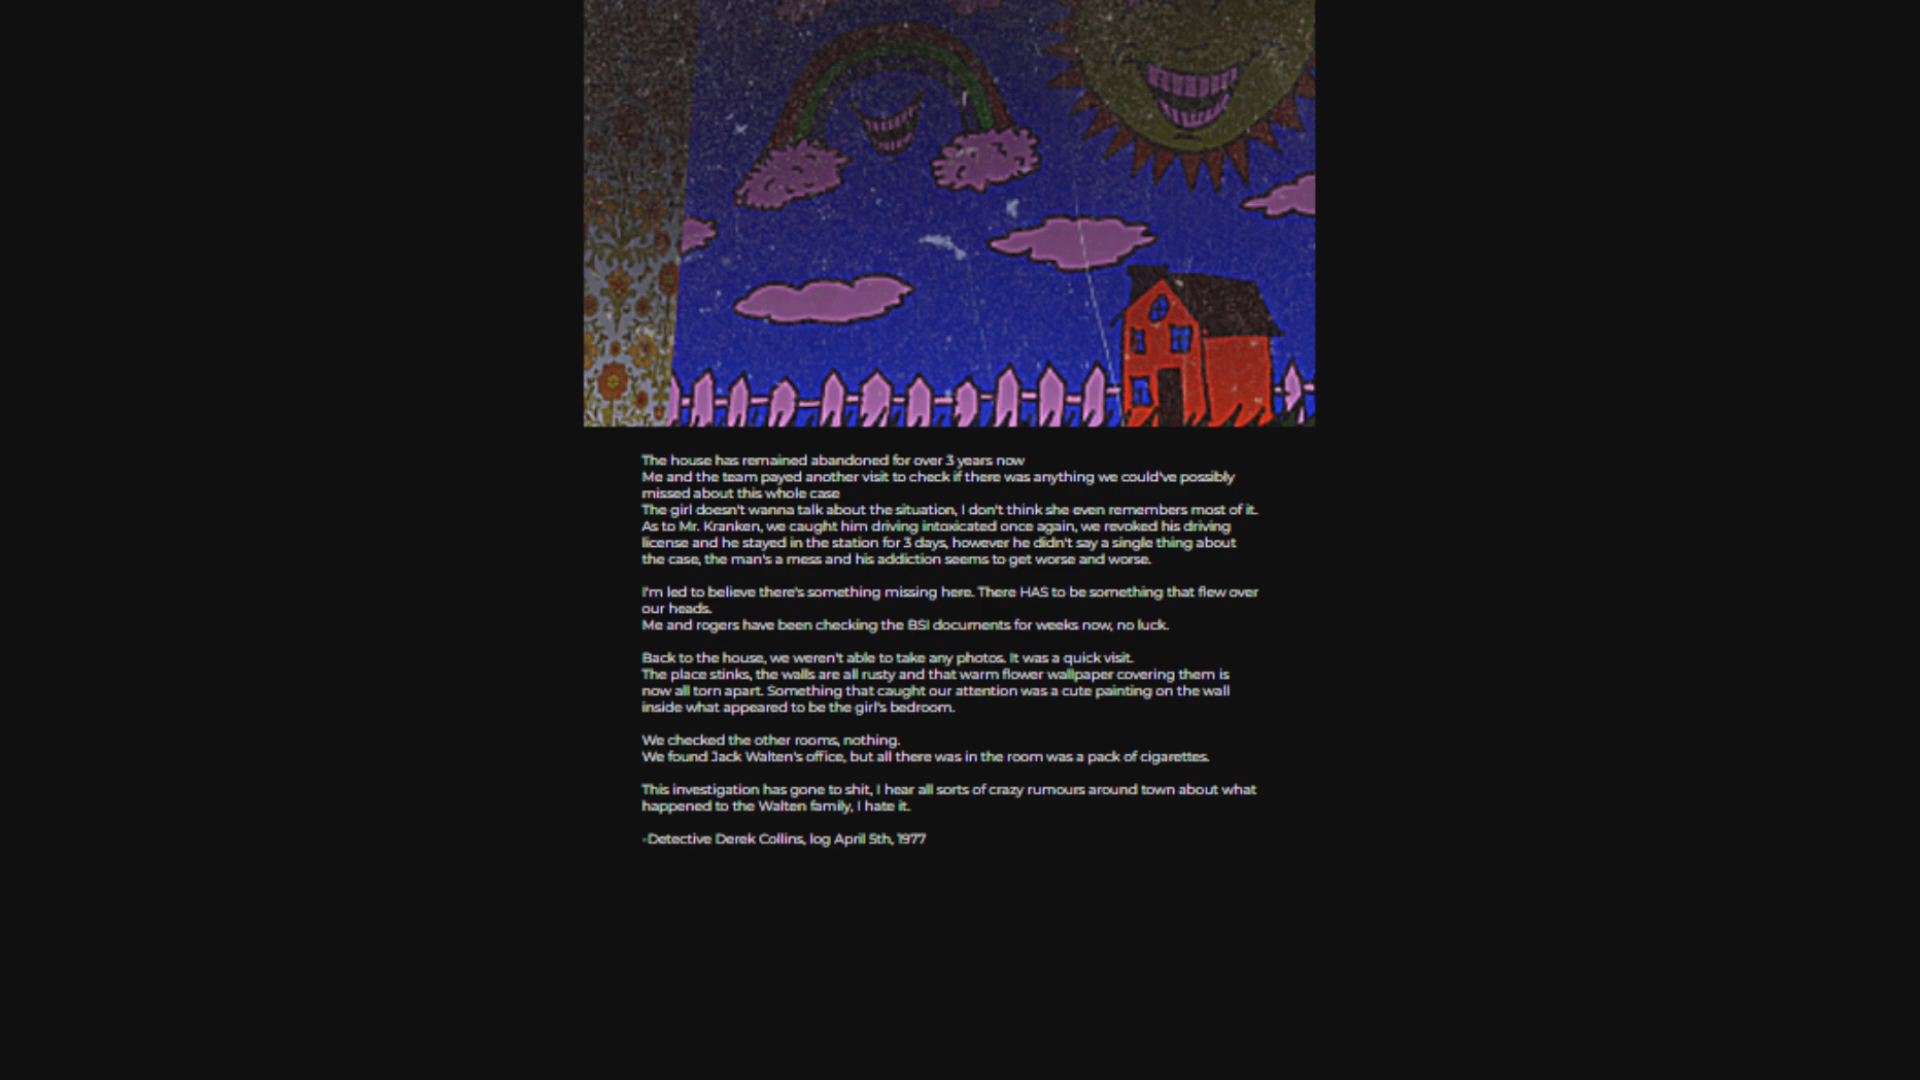 The house has remained abandoned for over 3 years now
Me and the team payed another visit to check if there was anything we could've possibly
missed about this whole case
The girl doesn't wanna talk about the situation, I don't think she even remembers most of it.
As to Mr. Kranken, we caught him driving intoxicated once again, we revoked his driving
license and he stayed in the station for 3 days, however he didn't say a single thing about
the case, the man's a mess and his addiction seems to get worse and worse.
I'm led to believe there's something missing here. There HAS to be something that flew over
our heads.
Me and rogers have been checking the BSI documents for weeks now, no luck.
Back to the house, we weren't able to take any photos. It was a quick visit.
The place stinks, the walls are all rusty and that warm flower wallpaper covering them is
now all torn apart. Something that caught our attention was a cute painting on the wall
inside what appeared to be the girl's bedroom.
We checked the other rooms, nothing.
We found Jack Walten's office, but all there was in the room was a pack of cigarettes.
This investigation has gone to shit, I hear all sorts of crazy rumours around town about what
happened to the Walten family, I hate it.
-Detective Derek Collins, log April 5th, 1977